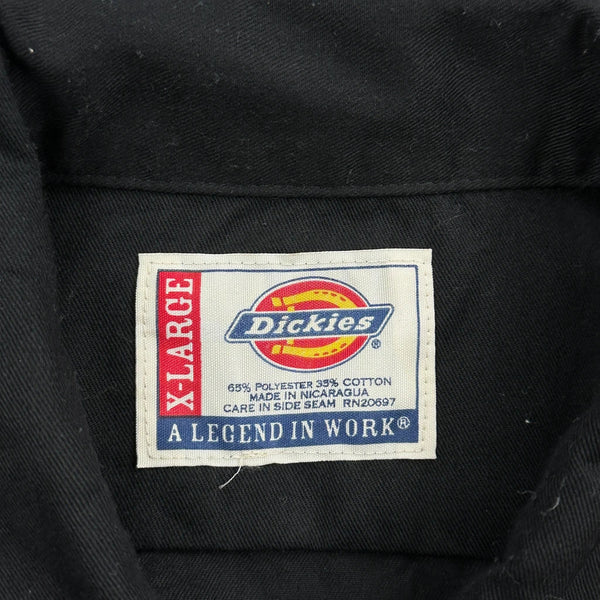 X-LARGE
Dickies®
65% POLYESTER 35% COTTON
MADE IN NICARAGUA
CARE IN SIDE SEAM RN20697
A LEGEND IN WORK®